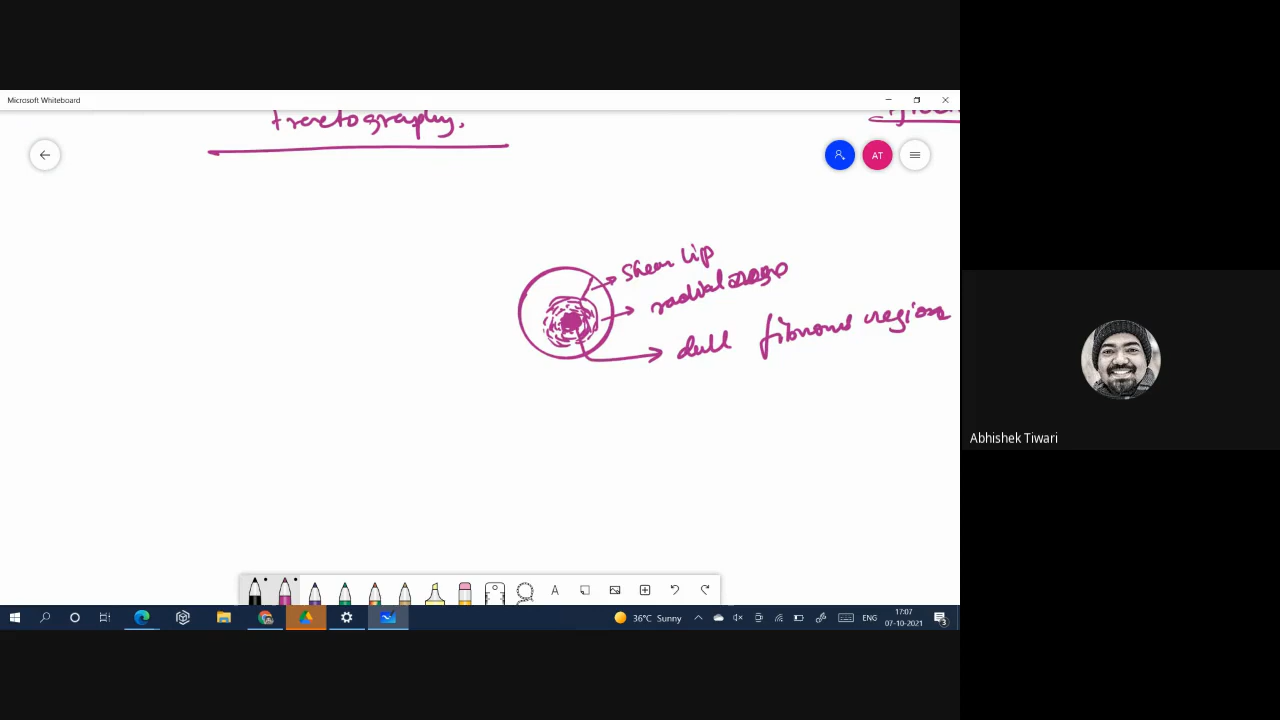 Microsoft Whiteboard
fractography.
AT
shear lip
radial zone
dull fibrous region
Abhishek Tiwari
A
36°C Sunny
ENG
17:07
07-10-2021
3